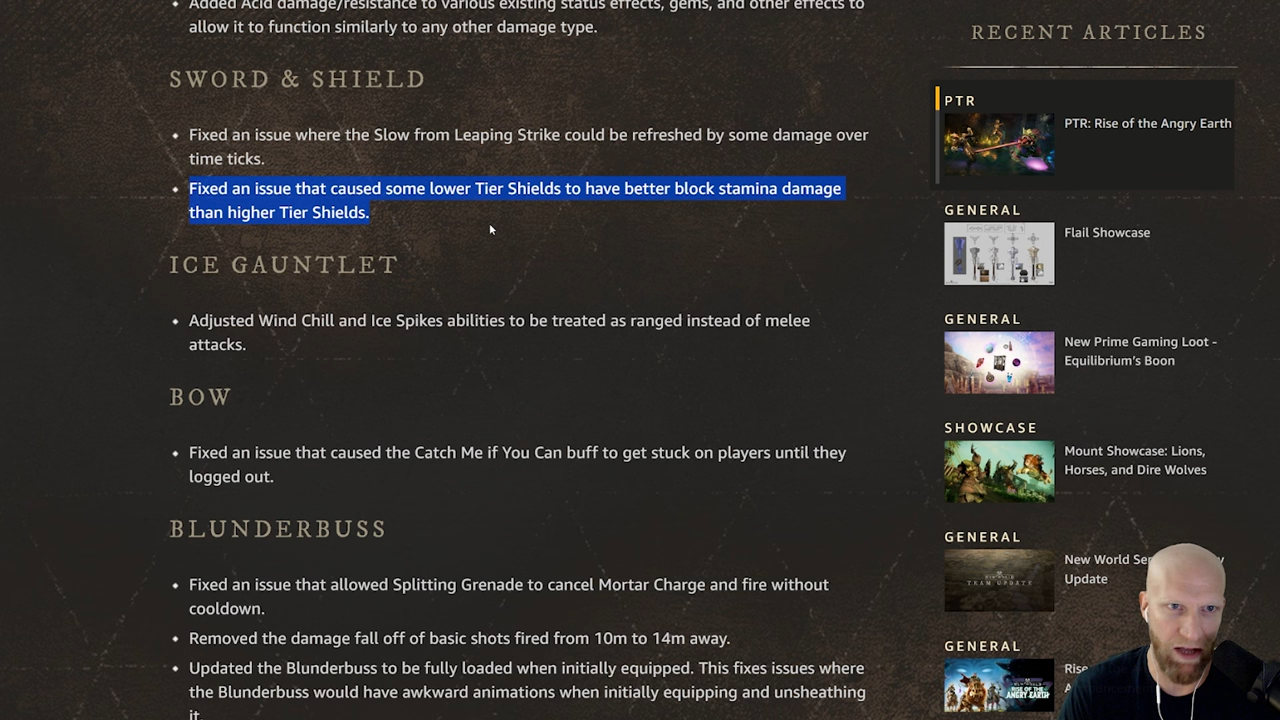 Added Acid damage/resistance to various existing status effects, gems, and other effects to
allow it to function similarly to any other damage type.
SWORD & SHIELD
Fixed an issue where the Slow from Leaping Strike could be refreshed by some damage over
time ticks.
Fixed an issue that caused some lower Tier Shields to have better block stamina damage
than higher Tier Shields.
ICE GAUNTLET
Adjusted Wind Chill and Ice Spikes abilities to be treated as ranged instead of melee
attacks.
BOW
Fixed an issue that caused the Catch Me if You Can buff to get stuck on players until they
logged out.
BLUNDERBUSS
Fixed an issue that allowed Splitting Grenade to cancel Mortar Charge and fire without
cooldown.
Removed the damage fall off of basic shots fired from 10m to 14m away.
Updated the Blunderbuss to be fully loaded when initially equipped. This fixes issues where
the Blunderbuss would have awkward animations when initially equipping and unsheathing
it.
RECENT ARTICLES
PTR
PTR: Rise of the Angry Earth
GENERAL
Flail Showcase
GENERAL
New Prime Gaming Loot -
Equilibrium's Boon
SHOWCASE
Mount Showcase: Lions,
Horses, and Dire Wolves
GENERAL
New World
Update
TEAM UPDATE
GENERAL
RISE OF THE
ANGRY EARTH